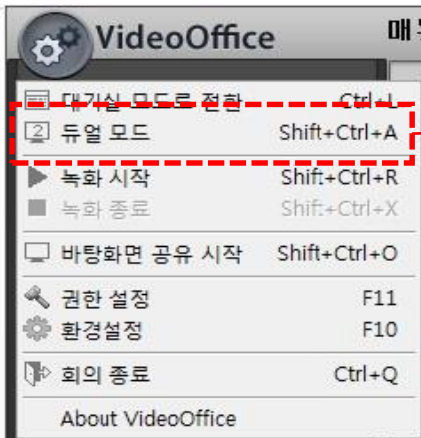 VideoOffice
매
대기실 모드로 전환 Ctrl+L
2 듀얼 모드 Shift+Ctrl+A
녹화 시작 Shift+Ctrl+R
녹화 종료 Shift+Ctrl+X
바탕화면 공유 시작 Shift+Ctrl+O
권한 설정 F11
환경설정 F10
회의 종료 Ctrl+Q
About VideoOffice